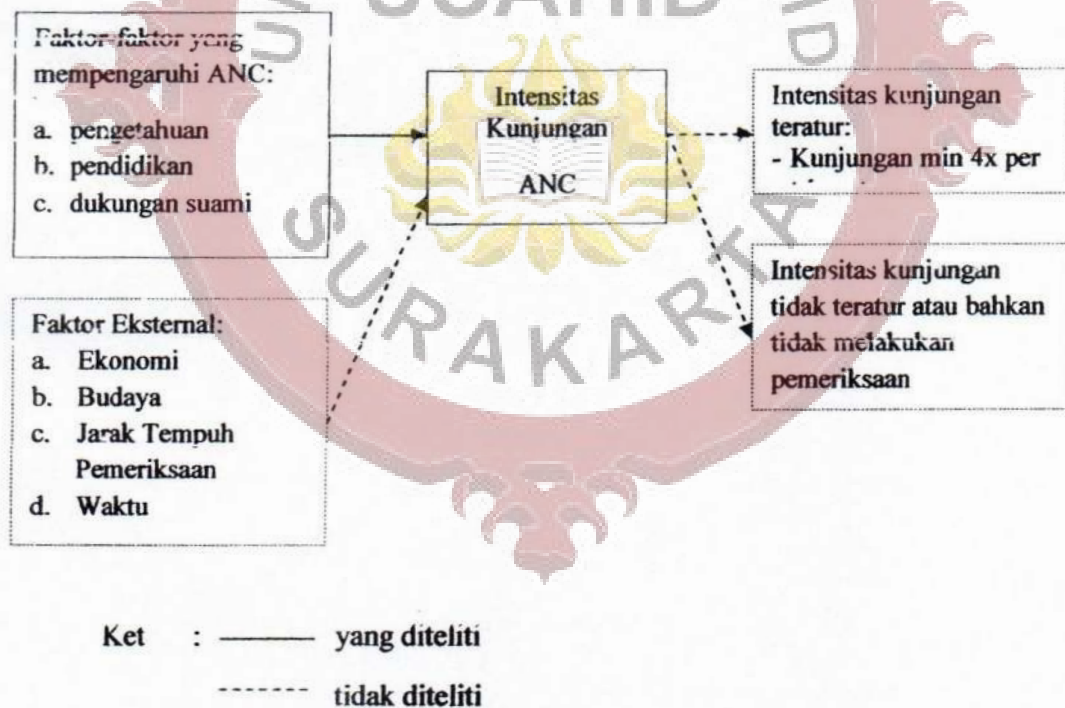 Faktor-faktor yang
mempengaruhi ANC:
a. pengetahuan
b. pendidikan
c. dukungan suami
Faktor Eksternal:
a. Ekonomi
b. Budaya
c. Jarak Tempuh
Pemeriksaan
d. Waktu
Intensitas
Kunjungan
ANC
Intensitas kunjungan
teratur:
- Kunjungan min 4x per
Intensitas kunjungan
tidak teratur atau bahkan
tidak melakukan
pemeriksaan
SURAKARTA
Ket : yang diteliti
tidak diteliti